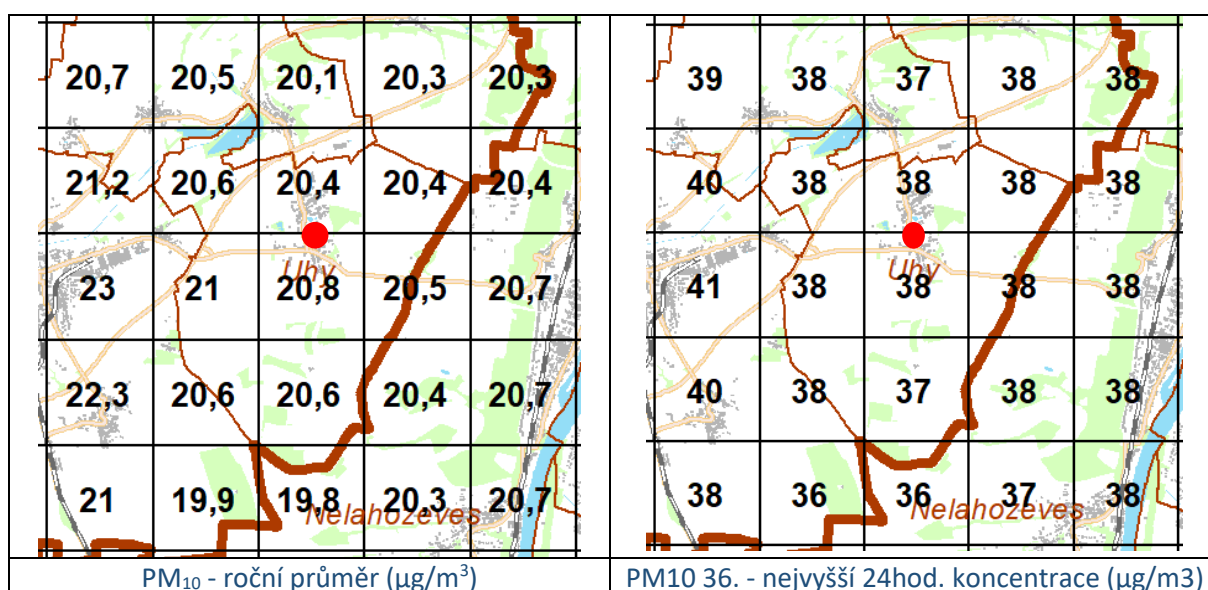 20,7 20,5 20,1 20,3 20,3
21,2 20,6 20,4 20,4 20,4
Uhy
23 21 20,8 20,5 20,7
22,3 20,6 20,6 20,4 20,7
21 19,9 19,8 20,3 20,7
Nelahozeves
PM₁₀ - roční průměr (µg/m³)
39 38 37 38 38
40 38 38 38 38
Uhy
41 38 38 38 38
40 38 37 38 38
38 36 36 37 38
Nelahozeves
PM10 36. - nejvyšší 24hod. koncentrace (µg/m3)